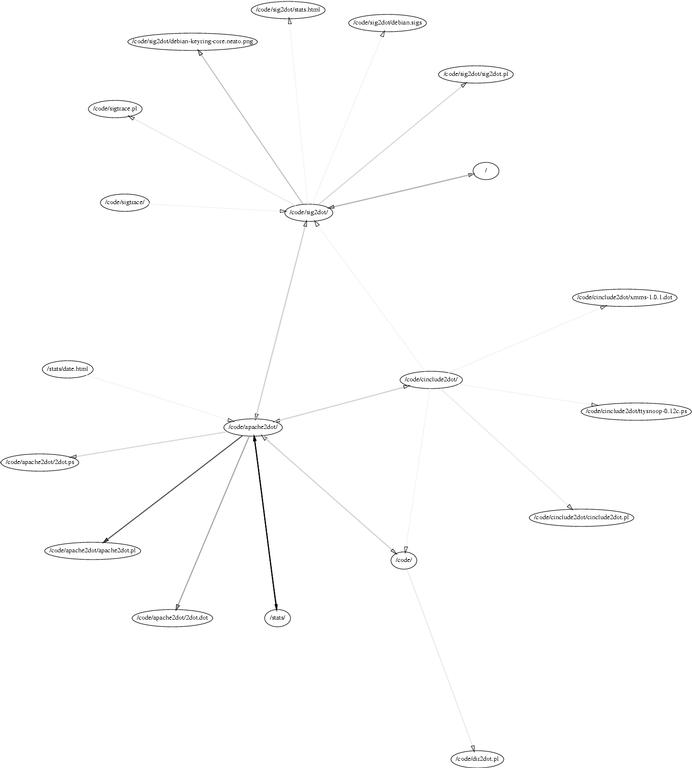 /code/sig2dot/stats.html
/code/sig2dot/debian.sigs
/code/sig2dot/debian-keyring-core.neato.png
/code/sig2dot/sig2dot.pl
/code/sigtrace.pl
/
/code/sigtrace/
/code/sig2dot/
/code/cinclude2dot/xmms-1.0.1.dot
/stats/date.html
/code/cinclude2dot/
/code/cinclude2dot/ttysnoop-0.12c.ps
/code/apache2dot/
/code/apache2dot/2dot.ps
/code/cinclude2dot/cinclude2dot.pl
/code/apache2dot/apache2dot.pl
/code/
/code/apache2dot/2dot.dot
/stats/
/code/dir2dot.pl